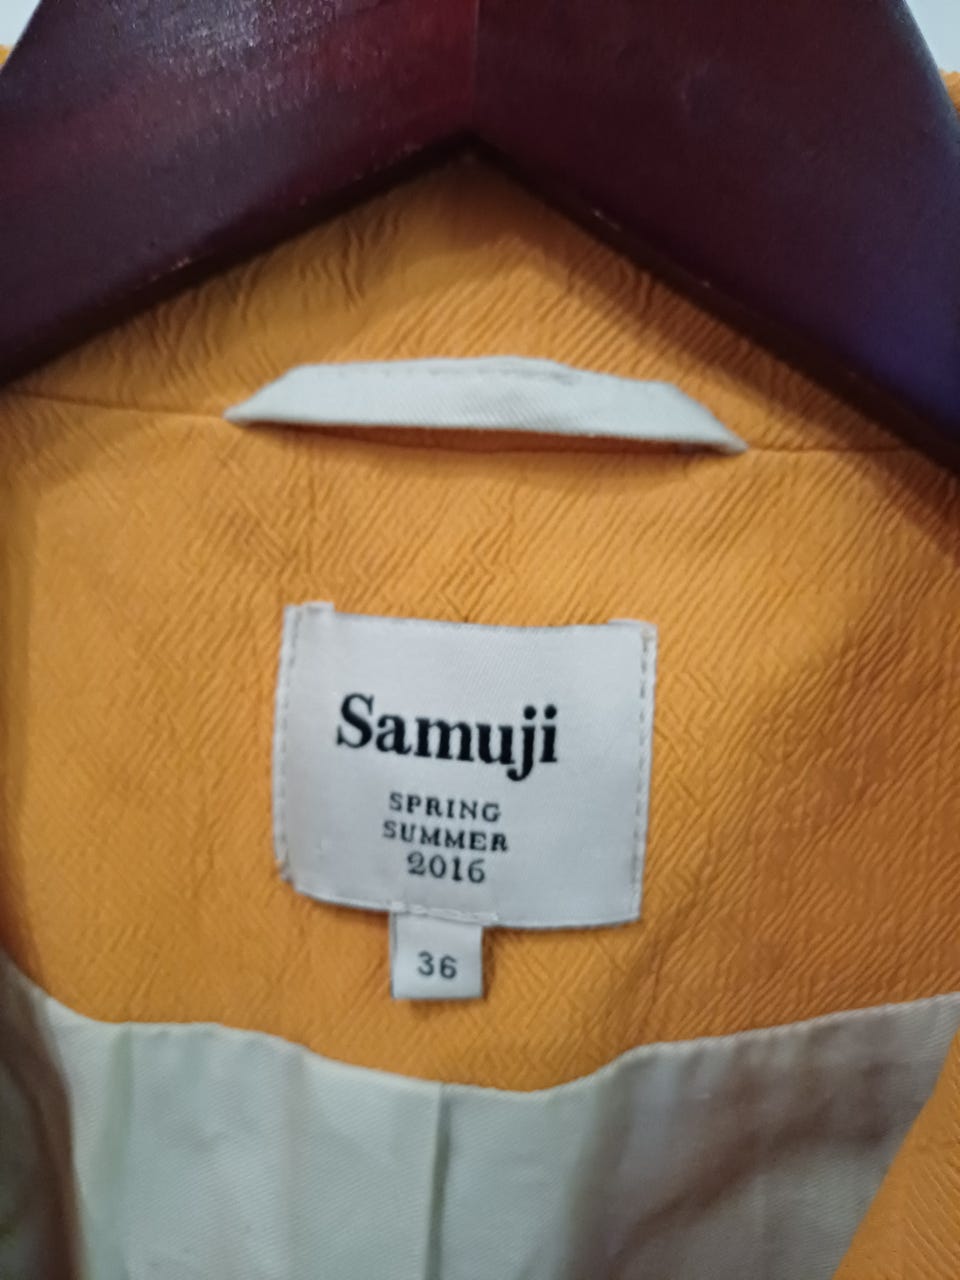 Samuji
SPRING
SUMMER
2016
36